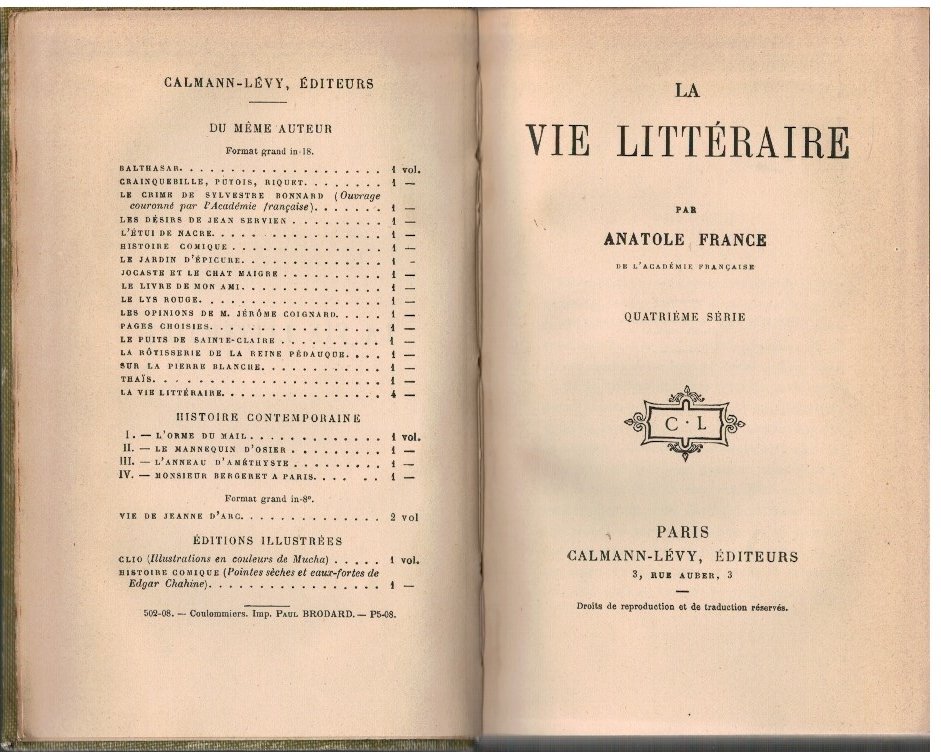 CALMANN-LÉVY, ÉDITEURS
DU MÊME AUTEUR
Format grand in-18.
BALTHASAR. . . . . . . . . . . . . . . . . . . . 1 vol.
CRAINQUEBILLE, PUTOIS, RIQUET. . . . . . . . 1 —
LE CRIME DE SYLVESTRE BONNARD (Ouvrage
couronné par l'Académie française). . . . . . . 1 —
LES DÉSIRS DE JEAN SERVIEN . . . . . . . . . 1 —
L'ÉTUI DE NACRE. . . . . . . . . . . . . . . . . 1 —
HISTOIRE COMIQUE . . . . . . . . . . . . . . . 1 —
LE JARDIN D'ÉPICURE. . . . . . . . . . . . . . 1 —
JOCASTE ET LE CHAT MAIGRE . . . . . . . . . . 1 —
LE LIVRE DE MON AMI. . . . . . . . . . . . . . 1 —
LE LYS ROUGE. . . . . . . . . . . . . . . . . . 1 —
LES OPINIONS DE M. JÉRÔME COIGNARD. . . . . 1 —
PAGES CHOISIES. . . . . . . . . . . . . . . . . 1 —
LE PUITS DE SAINTE-CLAIRE . . . . . . . . . . 1 —
LA RÔTISSERIE DE LA REINE PÉDAUQUE. . . . 1 —
SUR LA PIERRE BLANCHE. . . . . . . . . . . . 1 —
THAÏS. . . . . . . . . . . . . . . . . . . . . . 1 —
LA VIE LITTÉRAIRE. . . . . . . . . . . . . . . 4 —
HISTOIRE CONTEMPORAINE
I. — L'ORME DU MAIL . . . . . . . . . . . . . 1 vol.
II. — LE MANNEQUIN D'OSIER . . . . . . . . . 1 —
III. — L'ANNEAU D'AMÉTHYSTE . . . . . . . . . 1 —
IV. — MONSIEUR BERGERET A PARIS. . . . . . 1 —
Format grand in-8º.
VIE DE JEANNE D'ARC. . . . . . . . . . . . . . 2 vol
ÉDITIONS ILLUSTRÉES
CLIO (Illustrations en couleurs de Mucha) . . . . . 1 vol.
HISTOIRE COMIQUE (Pointes sèches et eaux-fortes de
Edgar Chahine). . . . . . . . . . . . . . . . . 1 —
502-08. — Coulommiers. Imp. PAUL BRODARD. — P5-08.
LA
VIE LITTÉRAIRE
PAR
ANATOLE FRANCE
DE L'ACADÉMIE FRANÇAISE
QUATRIÈME SÉRIE
C · L
PARIS
CALMANN-LÉVY, ÉDITEURS
3, RUE AUBER, 3
Droits de reproduction et de traduction réservés.